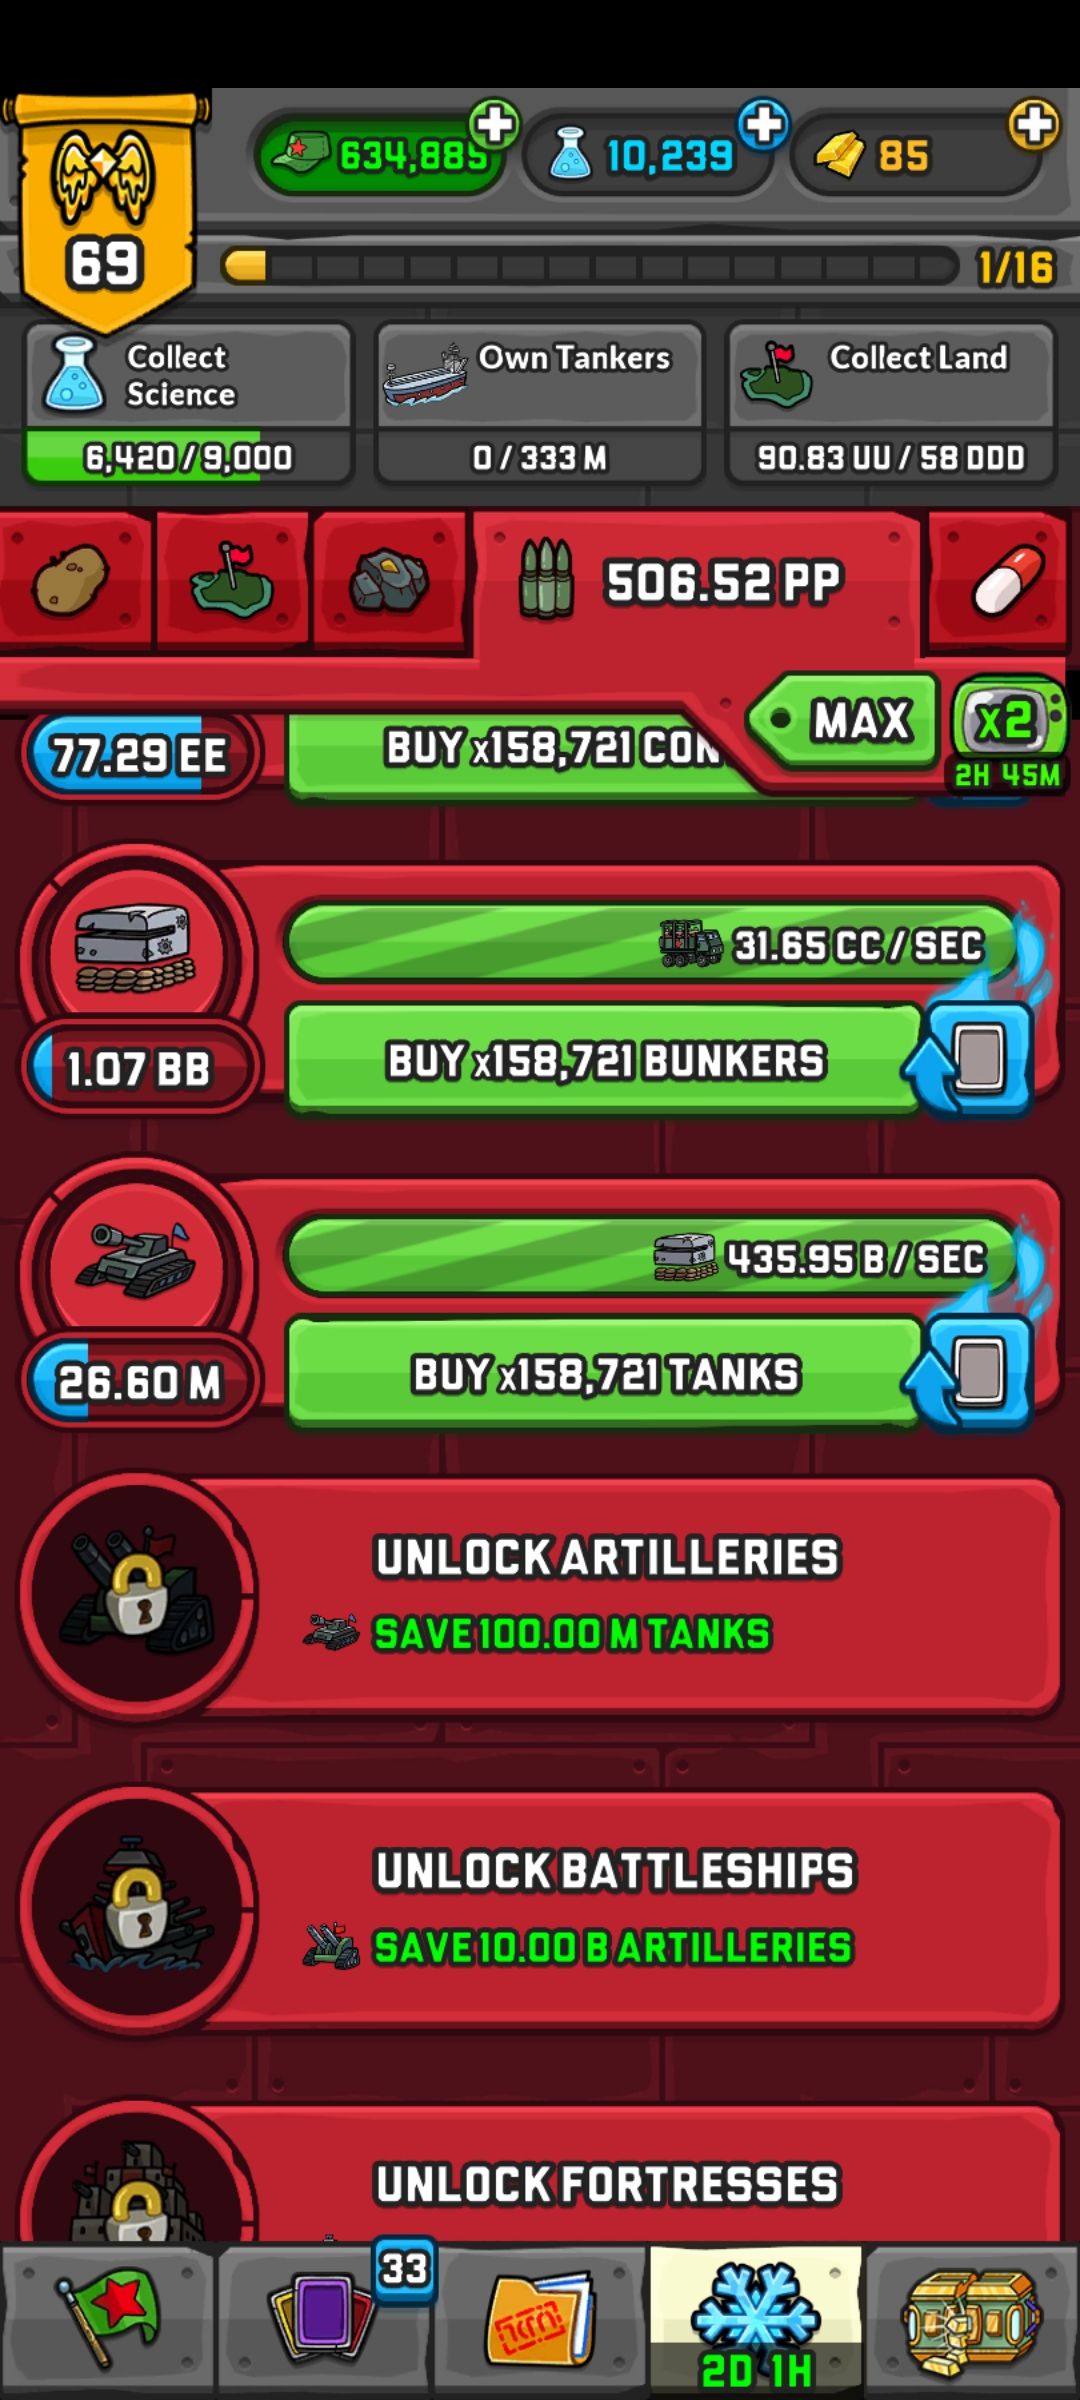 634,885
10,239
85
69
1/16
Collect
Science
6,420/9,000
Own Tankers
0/333 M
Collect Land
90.83 UU/58 DDD
506.52 PP
MAX
x2
2H 45M
77.29 EE
BUY x158,721 CON
31.65 CC/SEC
1.07 BB
BUY x158,721 BUNKERS
435.95 B/SEC
26.60 M
BUY x158,721 TANKS
UNLOCK ARTILLERIES
SAVE 100.00 M TANKS
UNLOCK BATTLESHIPS
SAVE 10.00 B ARTILLERIES
UNLOCK FORTRESSES
33
2D 1H